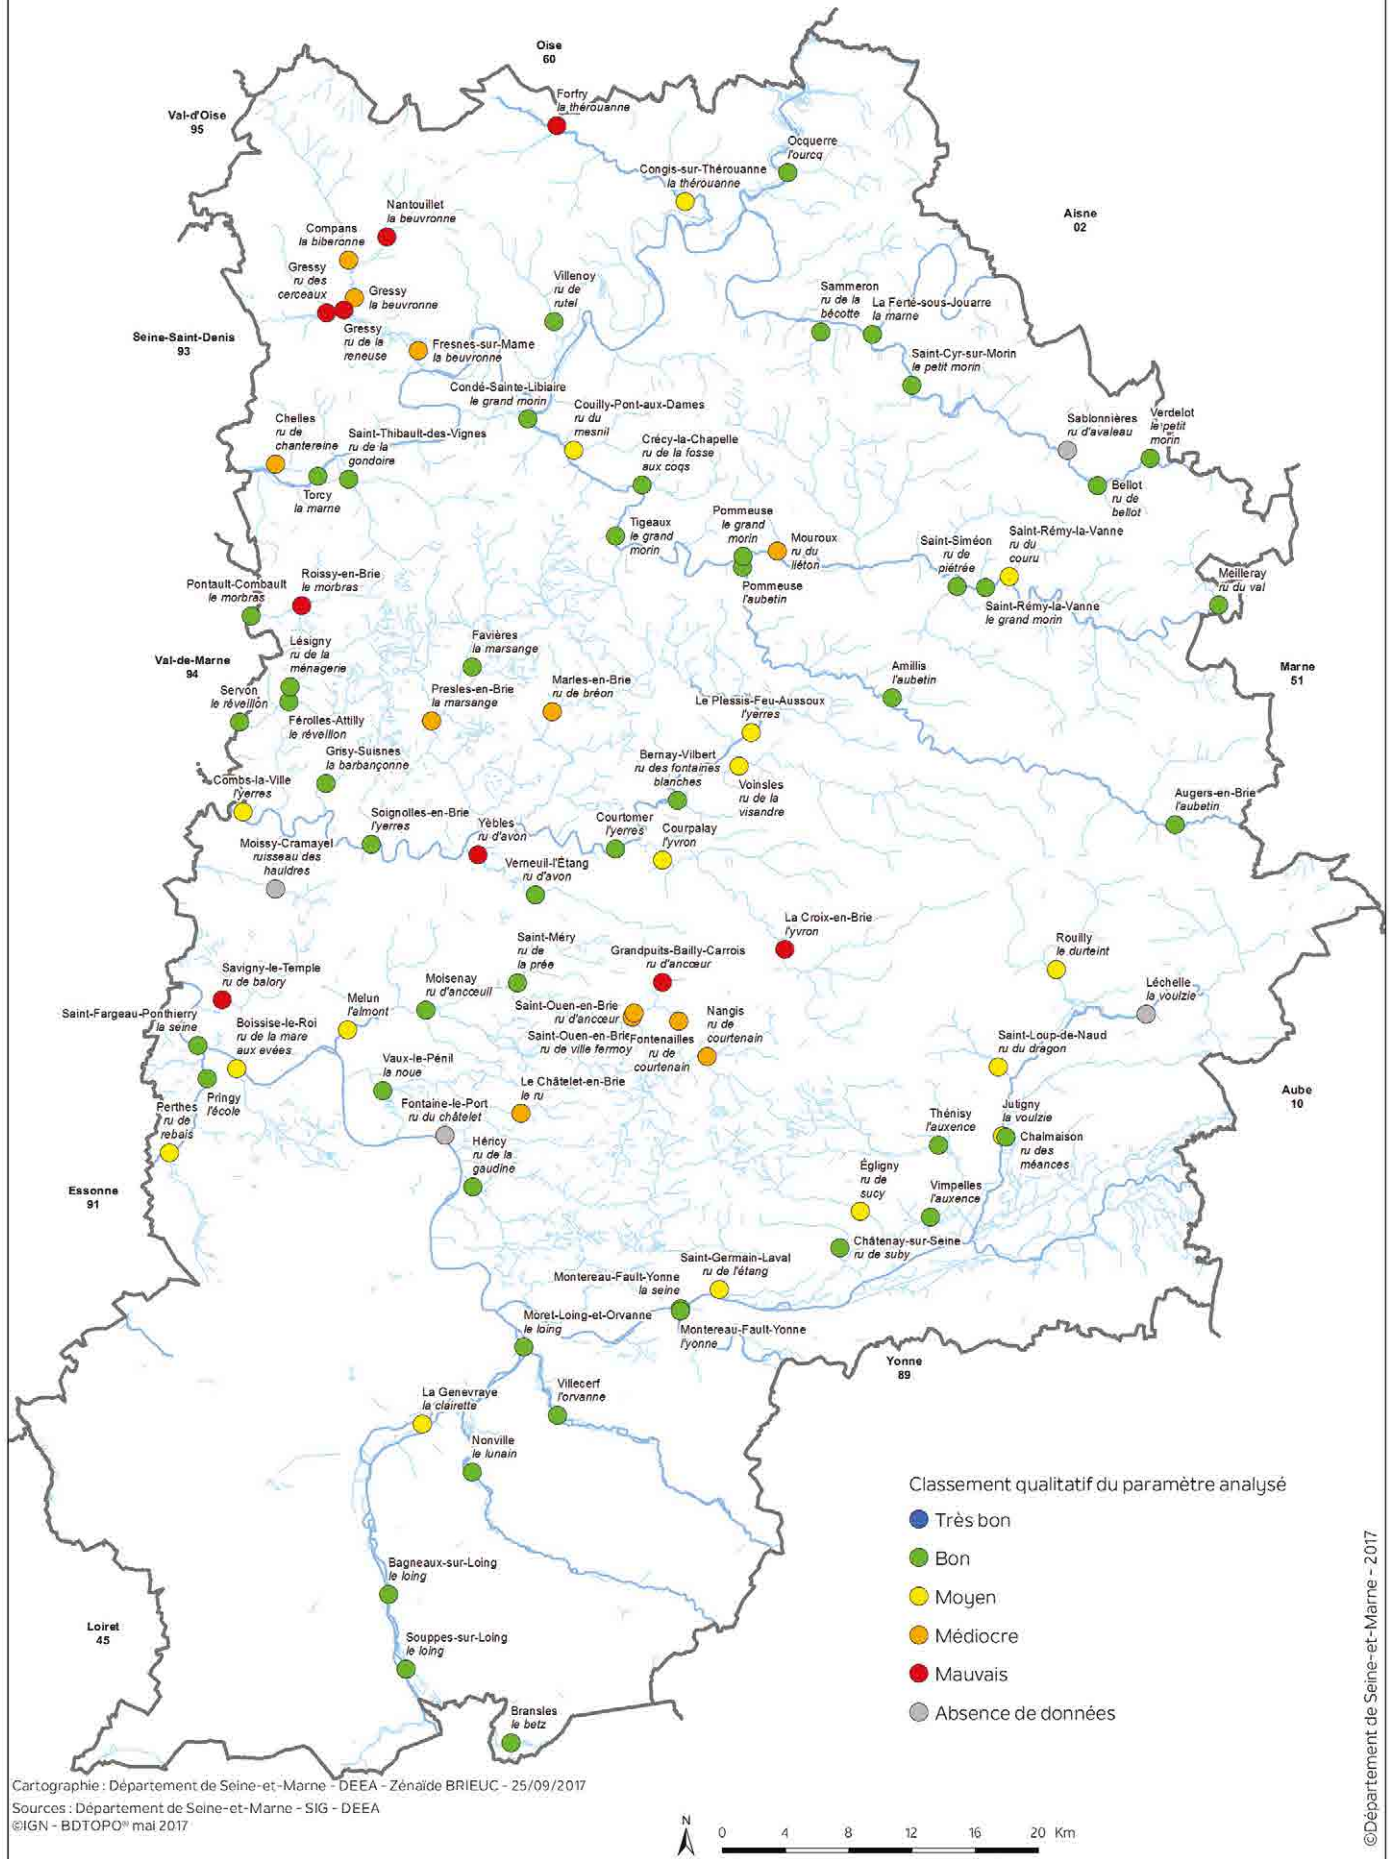 Oise
60
Forfry
la thérouanne
Val-d'Oise
95
Ocquerre
l'ourcq
Congis-sur-Thérouanne
la thérouanne
Nantouillet
la beuvronne
Aisne
02
Compans
la biberonne
Gressy
ru des
cerceaux
Gressy
la beuvronne
Villenoy
ru de
rutel
Sammeron
ru de la
bécotte
La Ferté-sous-Jouarre
la marne
Seine-Saint-Denis
93
Gressy
ru de la
reneuse
Fresnes-sur-Marne
la beuvronne
Saint-Cyr-sur-Morin
le petit morin
Condé-Sainte-Libiaire
le grand morin
Couilly-Pont-aux-Dames
ru du
mesnil
Chelles
ru de
chantereine
Saint-Thibault-des-Vignes
ru de la
gondoire
Crécy-la-Chapelle
ru de la fosse
aux coqs
Sablonnières
ru d'avaleau
Verdelot
le petit
morin
Torcy
la marne
Bellot
ru de
bellot
Tigeaux
le grand
morin
Pommeuse
le grand
morin
Mouroux
ru du
liéton
Saint-Siméon
ru de
piétrée
Saint-Rémy-la-Vanne
ru du
couru
Pontault-Combault
le morbras
Roissy-en-Brie
le morbras
Pommeuse
l'aubetin
Saint-Rémy-la-Vanne
le grand morin
Meilleray
ru du val
Lésigny
ru de la
ménagerie
Favières
la marsange
Val-de-Marne
94
Marne
51
Servon
le réveillon
Presles-en-Brie
la marsange
Marles-en-Brie
ru de bréon
Amillis
l'aubetin
Férolles-Attilly
le réveillon
Le Plessis-Feu-Aussoux
l'yerres
Grisy-Suisnes
la barbançonne
Bernay-Vilbert
ru des fontaines
blanches
Voinsles
ru de la
visandre
Combs-la-Ville
l'yerres
Augers-en-Brie
l'aubetin
Soignolles-en-Brie
l'yerres
Yèbles
ru d'avon
Courtomer
l'yerres
Courpalay
l'yvron
Moissy-Cramayel
ruisseau des
hauldres
Verneuil-l'Étang
ru d'avon
La Croix-en-Brie
l'yvron
Saint-Méry
ru de
la prée
Grandpuits-Bailly-Carrois
ru d'ancœur
Rouilly
le durteint
Savigny-le-Temple
ru de balory
Moisenay
ru d'ancœuil
Léchelle
la voulzie
Saint-Fargeau-Ponthierry
la seine
Boissise-le-Roi
ru de la mare
aux evées
Melun
l'almont
Saint-Ouen-en-Brie
ru d'ancœur
Nangis
ru de
courtenain
Saint-Ouen-en-Brie
ru de ville fermoy
Fontenailles
ru de
courtenain
Saint-Loup-de-Naud
ru du dragon
Vaux-le-Pénil
la noue
Pringy
l'école
Le Châtelet-en-Brie
le ru
Aube
10
Perthes
ru de
rebais
Fontaine-le-Port
ru du châtelet
Thénisy
l'auxence
Jutigny
la voulzie
Héricy
ru de la
gaudine
Chalmaison
ru des
méances
Égligny
ru de
sucy
Vimpelles
l'auxence
Essonne
91
Châtenay-sur-Seine
ru de suby
Saint-Germain-Laval
ru de l'étang
Montereau-Fault-Yonne
la seine
Moret-Loing-et-Orvanne
le loing
Montereau-Fault-Yonne
l'yonne
Yonne
89
Villecerf
l'orvanne
La Genevraye
la clairette
Nonville
le lunain
Classement qualitatif du paramètre analysé
Très bon
Bon
Moyen
Médiocre
Mauvais
Absence de données
Bagneaux-sur-Loing
le loing
Loiret
45
Souppes-sur-Loing
le loing
Bransles
le betz
Cartographie : Département de Seine-et-Marne - DEEA - Zénaïde BRIEUC - 25/09/2017
Sources : Département de Seine-et-Marne - SIG - DEEA
©IGN - BDTOPO® mai 2017
N
0 4 8 12 16 20 Km
©Département de Seine-et-Marne - 2017